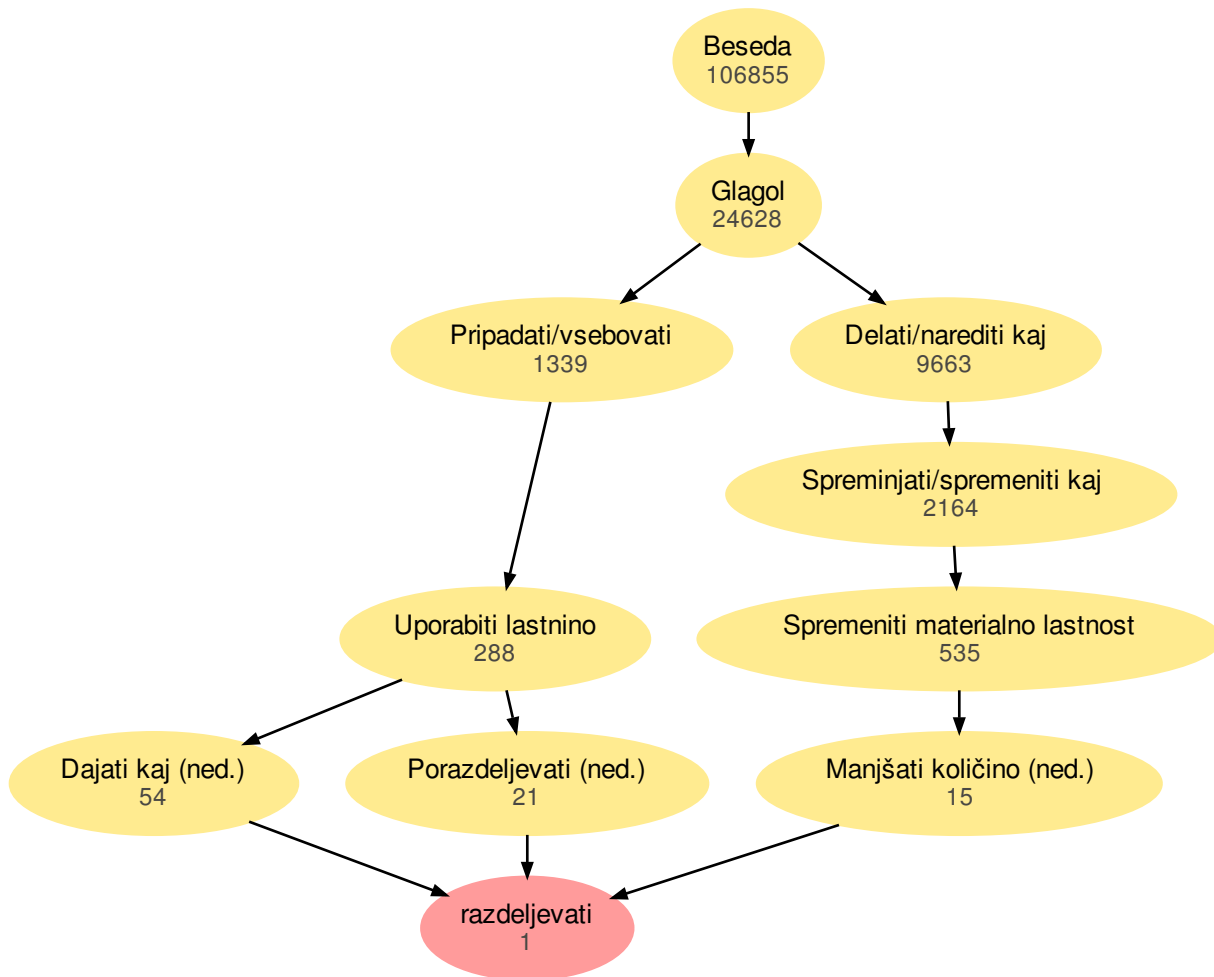 Beseda
106855
Glagol
24628
Pripadati/vsebovati
1339
Delati/narediti kaj
9663
Spreminjati/spremeniti kaj
2164
Uporabiti lastnino
288
Spremeniti materialno lastnost
535
Dajati kaj (ned.)
54
Porazdeljevati (ned.)
21
Manjšati količino (ned.)
15
razdeljevati
1